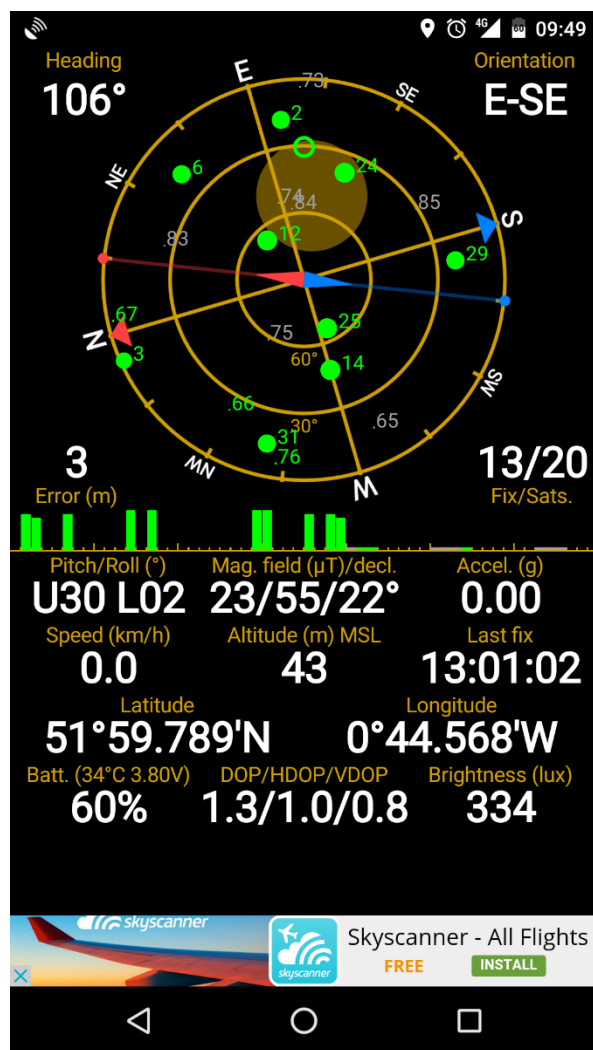 4G 60 09:49
Heading Orientation
106° E-SE
E .73 SE
2
NE 6 24
.74 .84 .85 S
.83 12 29
.67 25
N .75
3 60° 14 SW
.66 30° .65
31
NW .76 W
3 13/20
Error (m) Fix/Sats.
Pitch/Roll (°) Mag. field (µT)/decl. Accel. (g)
U30 L02 23/55/22° 0.00
Speed (km/h) Altitude (m) MSL Last fix
0.0 43 13:01:02
Latitude Longitude
51°59.789'N 0°44.568'W
Batt. (34°C 3.80V) DOP/HDOP/VDOP Brightness (lux)
60% 1.3/1.0/0.8 334
skyscanner
skyscanner
Skyscanner - All Flights
FREE INSTALL